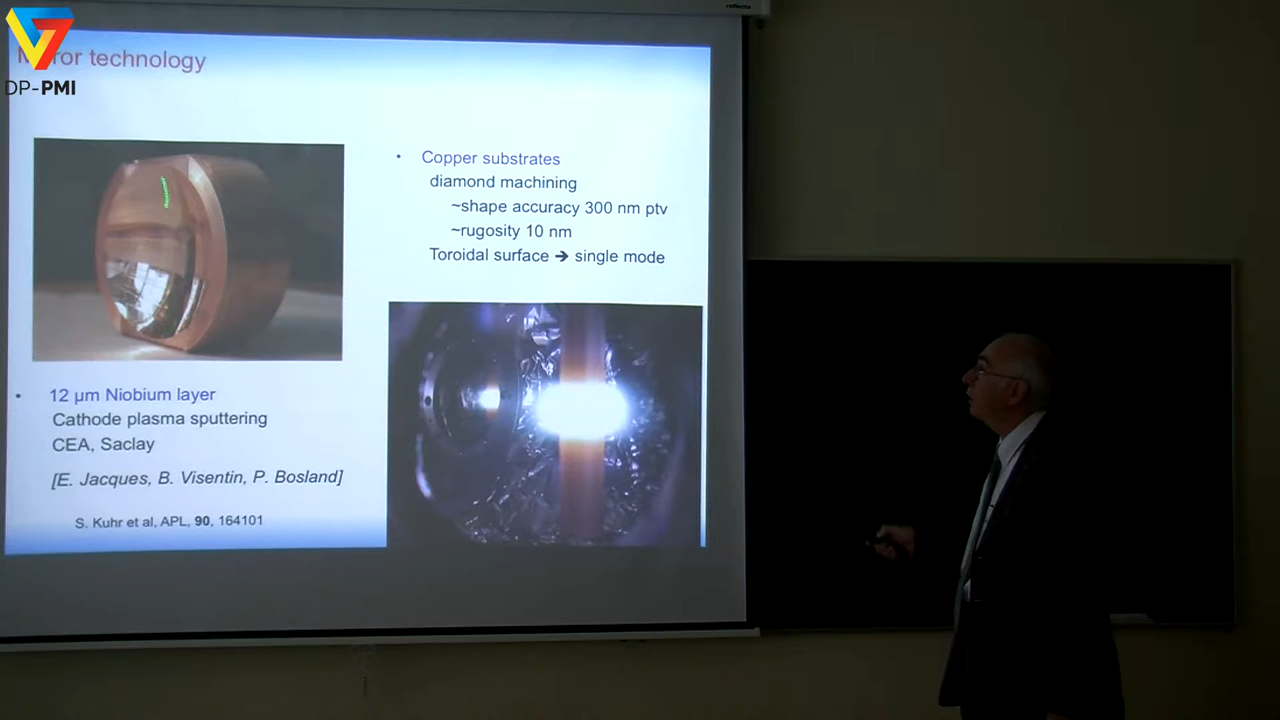 reflecta
DP-PMI
technology
• Copper substrates
diamond machining
~shape accuracy 300 nm ptv
~rugosity 10 nm
Toroidal surface ➔ single mode
• 12 µm Niobium layer
Cathode plasma sputtering
CEA, Saclay
[E. Jacques, B. Visentin, P. Bosland]
S. Kuhr et al, APL, 90, 164101